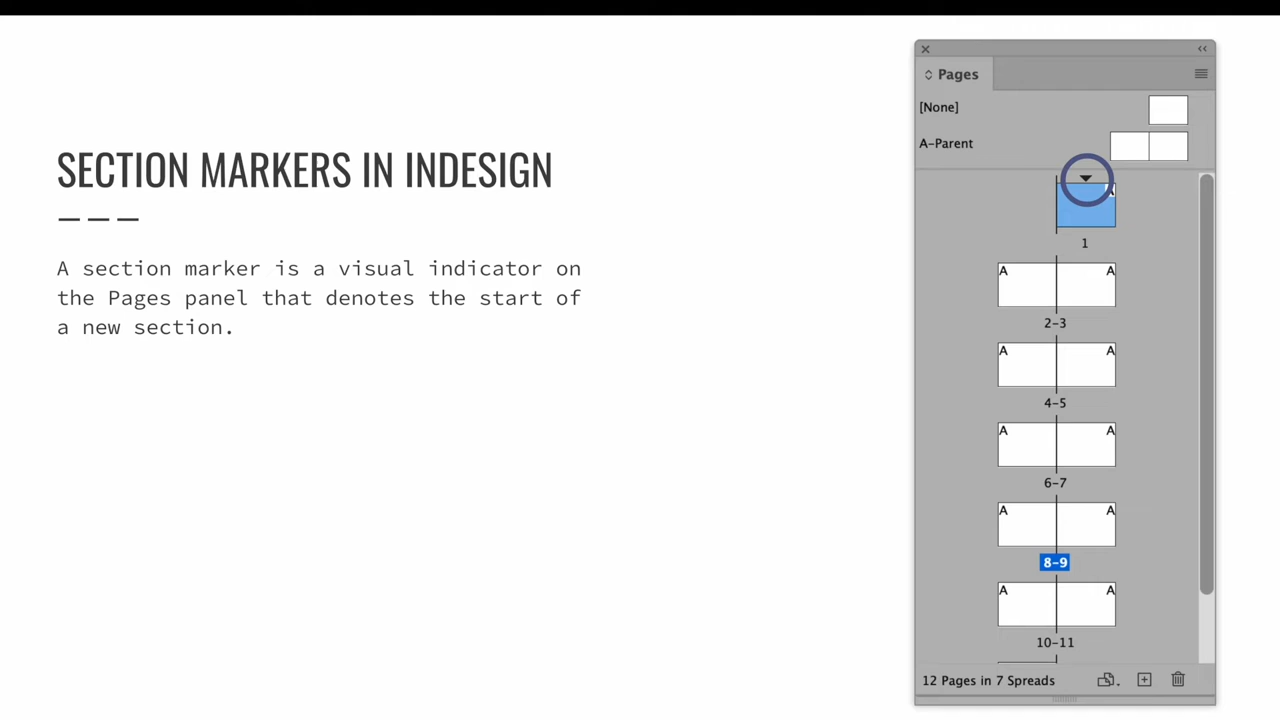 SECTION MARKERS IN INDESIGN
A section marker is a visual indicator on
the Pages panel that denotes the start of
a new section.
Pages
[None]
A-Parent
A
1
A A
2-3
A A
4-5
A A
6-7
A A
8-9
A A
10-11
12 Pages in 7 Spreads